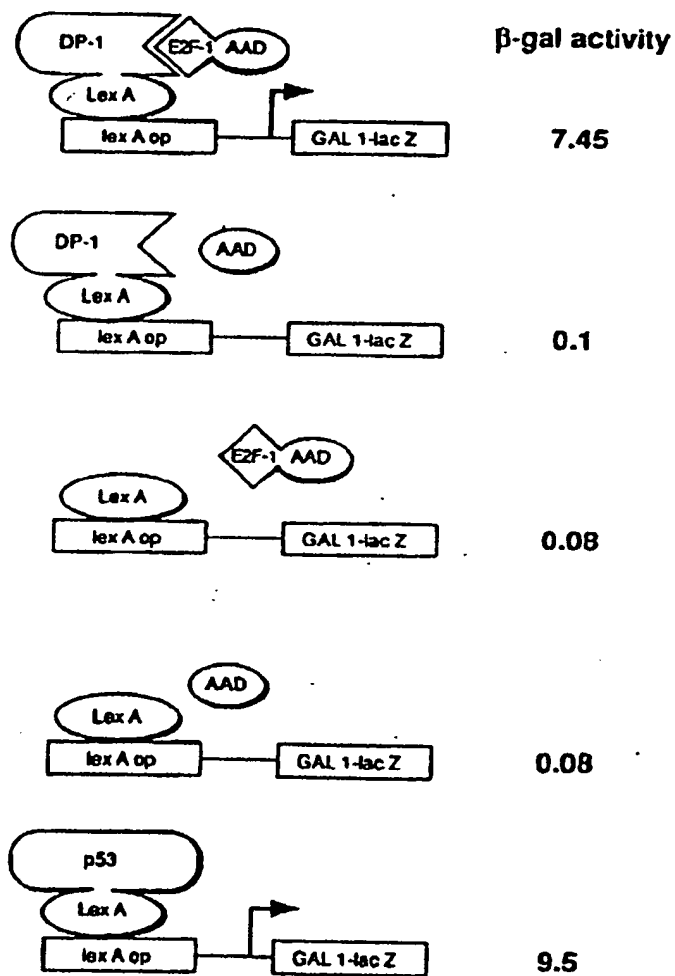 β-gal activity
DP-1 E2F-1 AAD
Lex A
lex A op GAL 1-lac Z 7.45
DP-1 AAD
Lex A
lex A op GAL 1-lac Z 0.1
E2F-1 AAD
Lex A
lex A op GAL 1-lac Z 0.08
AAD
Lex A
lex A op GAL 1-lac Z 0.08
p53
Lex A
lex A op GAL 1-lac Z 9.5